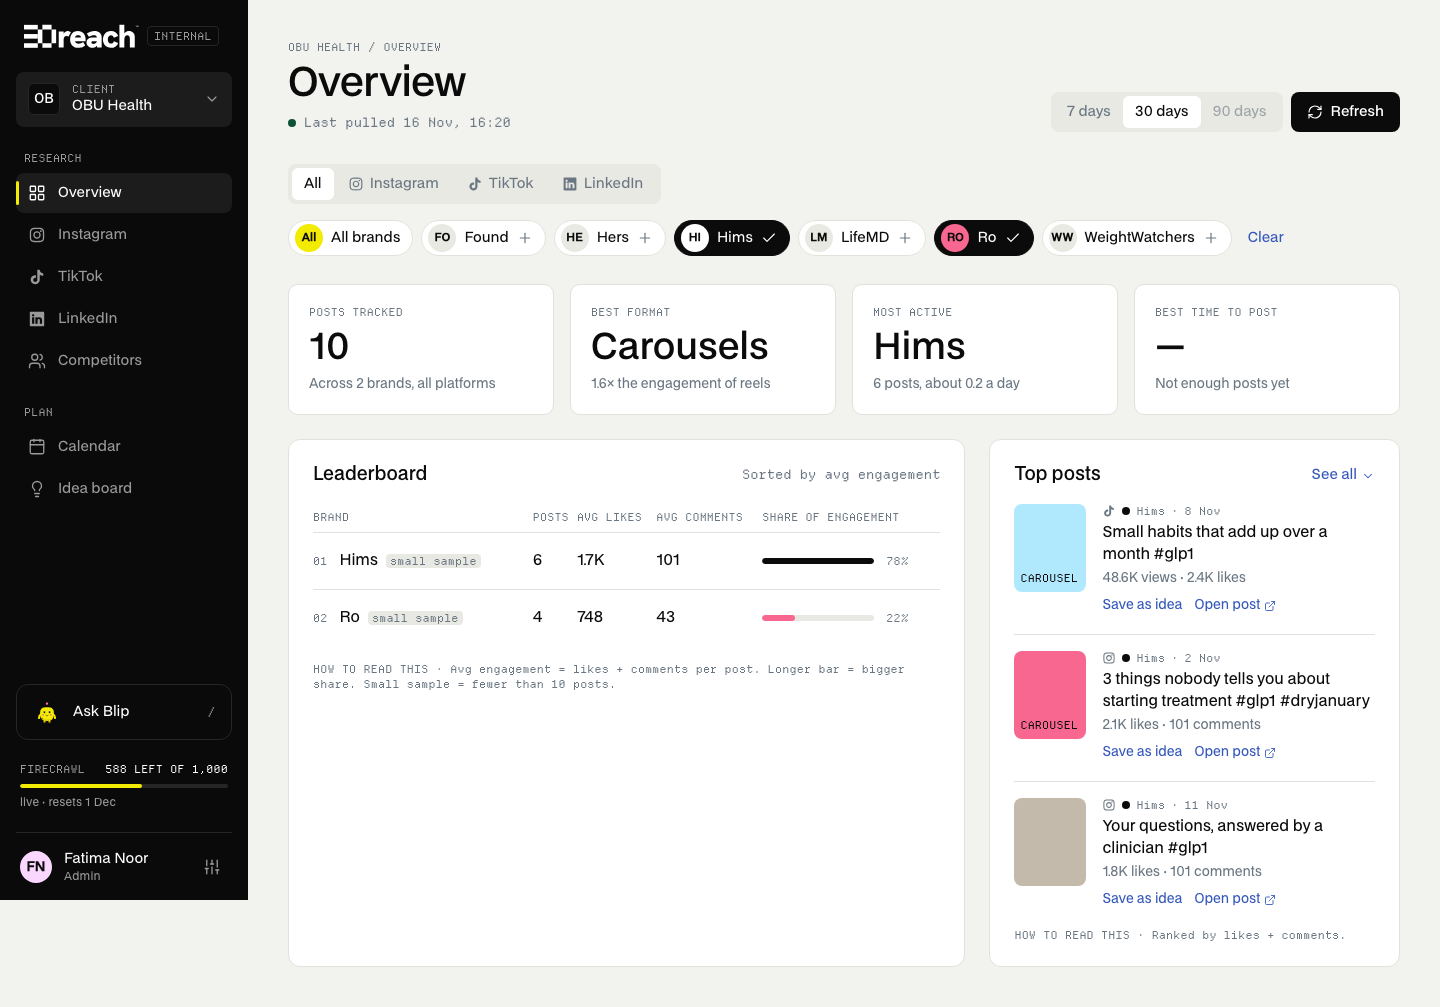 reach
INTERNAL
OB
CLIENT
OBU Health
RESEARCH
Overview
Instagram
TikTok
LinkedIn
Competitors
PLAN
Calendar
Idea board
Ask Blip
/
FIRECRAWL 588 LEFT OF 1,000
live · resets 1 Dec
FN
Fatima Noor
Admin
OBU HEALTH / OVERVIEW
Overview
Last pulled 16 Nov, 16:20
7 days 30 days 90 days Refresh
All Instagram TikTok LinkedIn
All All brands FO Found HE Hers HI Hims LM LifeMD RO Ro WW WeightWatchers Clear
POSTS TRACKED
10
Across 2 brands, all platforms
BEST FORMAT
Carousels
1.6× the engagement of reels
MOST ACTIVE
Hims
6 posts, about 0.2 a day
BEST TIME TO POST
—
Not enough posts yet
Leaderboard
Sorted by avg engagement
BRAND POSTS AVG LIKES AVG COMMENTS SHARE OF ENGAGEMENT
01 Hims small sample 6 1.7K 101 78%
02 Ro small sample 4 748 43 22%
HOW TO READ THIS · Avg engagement = likes + comments per post. Longer bar = bigger
share. Small sample = fewer than 10 posts.
Top posts
See all
CAROUSEL
Hims · 8 Nov
Small habits that add up over a
month #glp1
48.6K views · 2.4K likes
Save as idea Open post
CAROUSEL
Hims · 2 Nov
3 things nobody tells you about
starting treatment #glp1 #dryjanuary
2.1K likes · 101 comments
Save as idea Open post
Hims · 11 Nov
Your questions, answered by a
clinician #glp1
1.8K likes · 101 comments
Save as idea Open post
HOW TO READ THIS · Ranked by likes + comments.